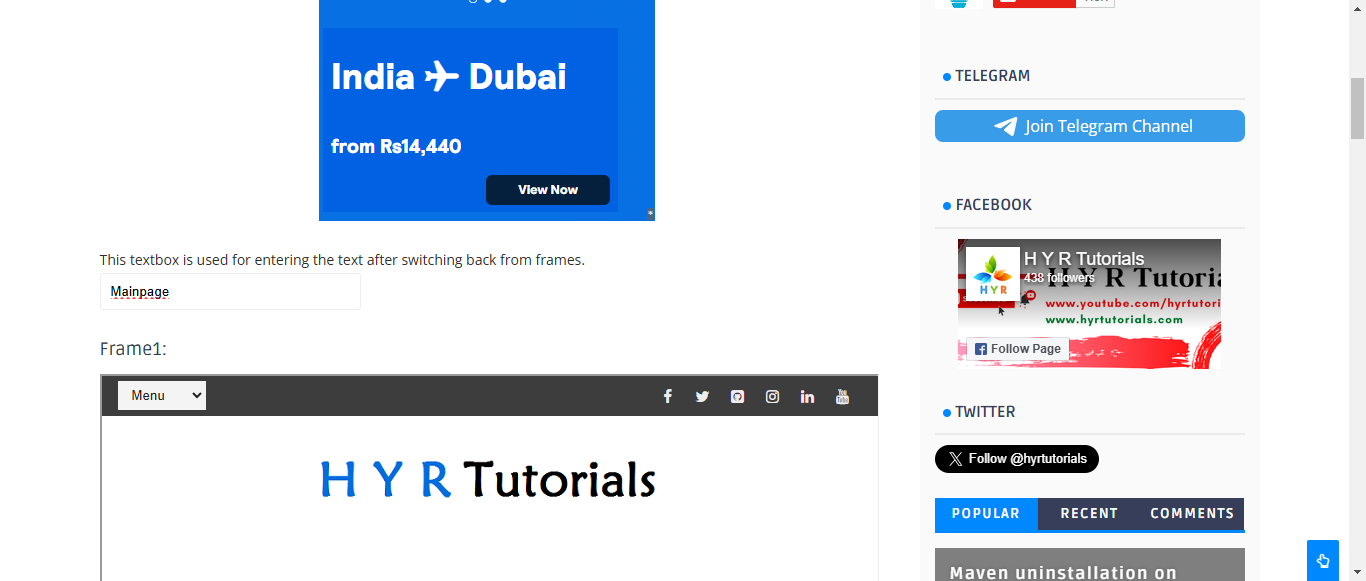 India ✈ Dubai
from Rs14,440
View Now
This textbox is used for entering the text after switching back from frames.
Mainpage
Frame1:
Menu
H Y R Tutorials
TELEGRAM
Join Telegram Channel
FACEBOOK
H Y R Tutorials
438 followers
H Y R Tutoria
www.youtube.com/hyrtutori
www.hyrtutorials.com
HYR
Follow Page
TWITTER
Follow @hyrtutorials
POPULAR RECENT COMMENTS
Maven uninstallation on